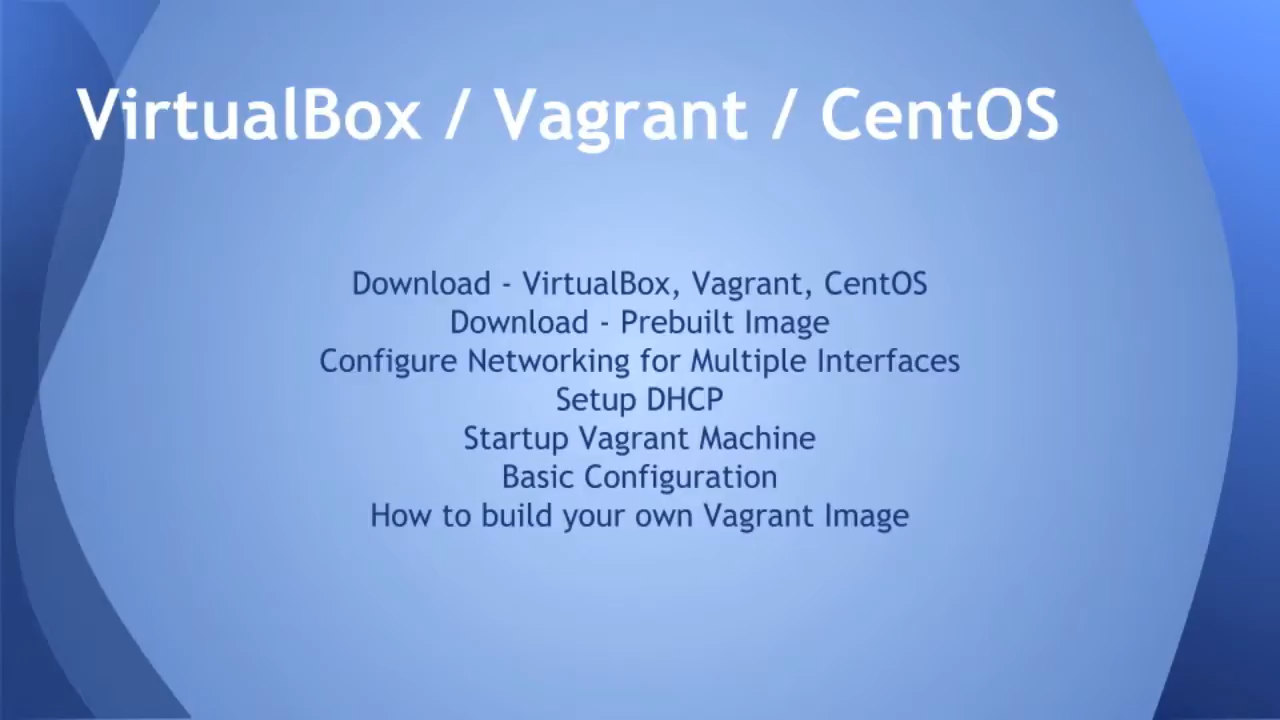 VirtualBox / Vagrant / CentOS
Download - VirtualBox, Vagrant, CentOS
Download - Prebuilt Image
Configure Networking for Multiple Interfaces
Setup DHCP
Startup Vagrant Machine
Basic Configuration
How to build your own Vagrant Image